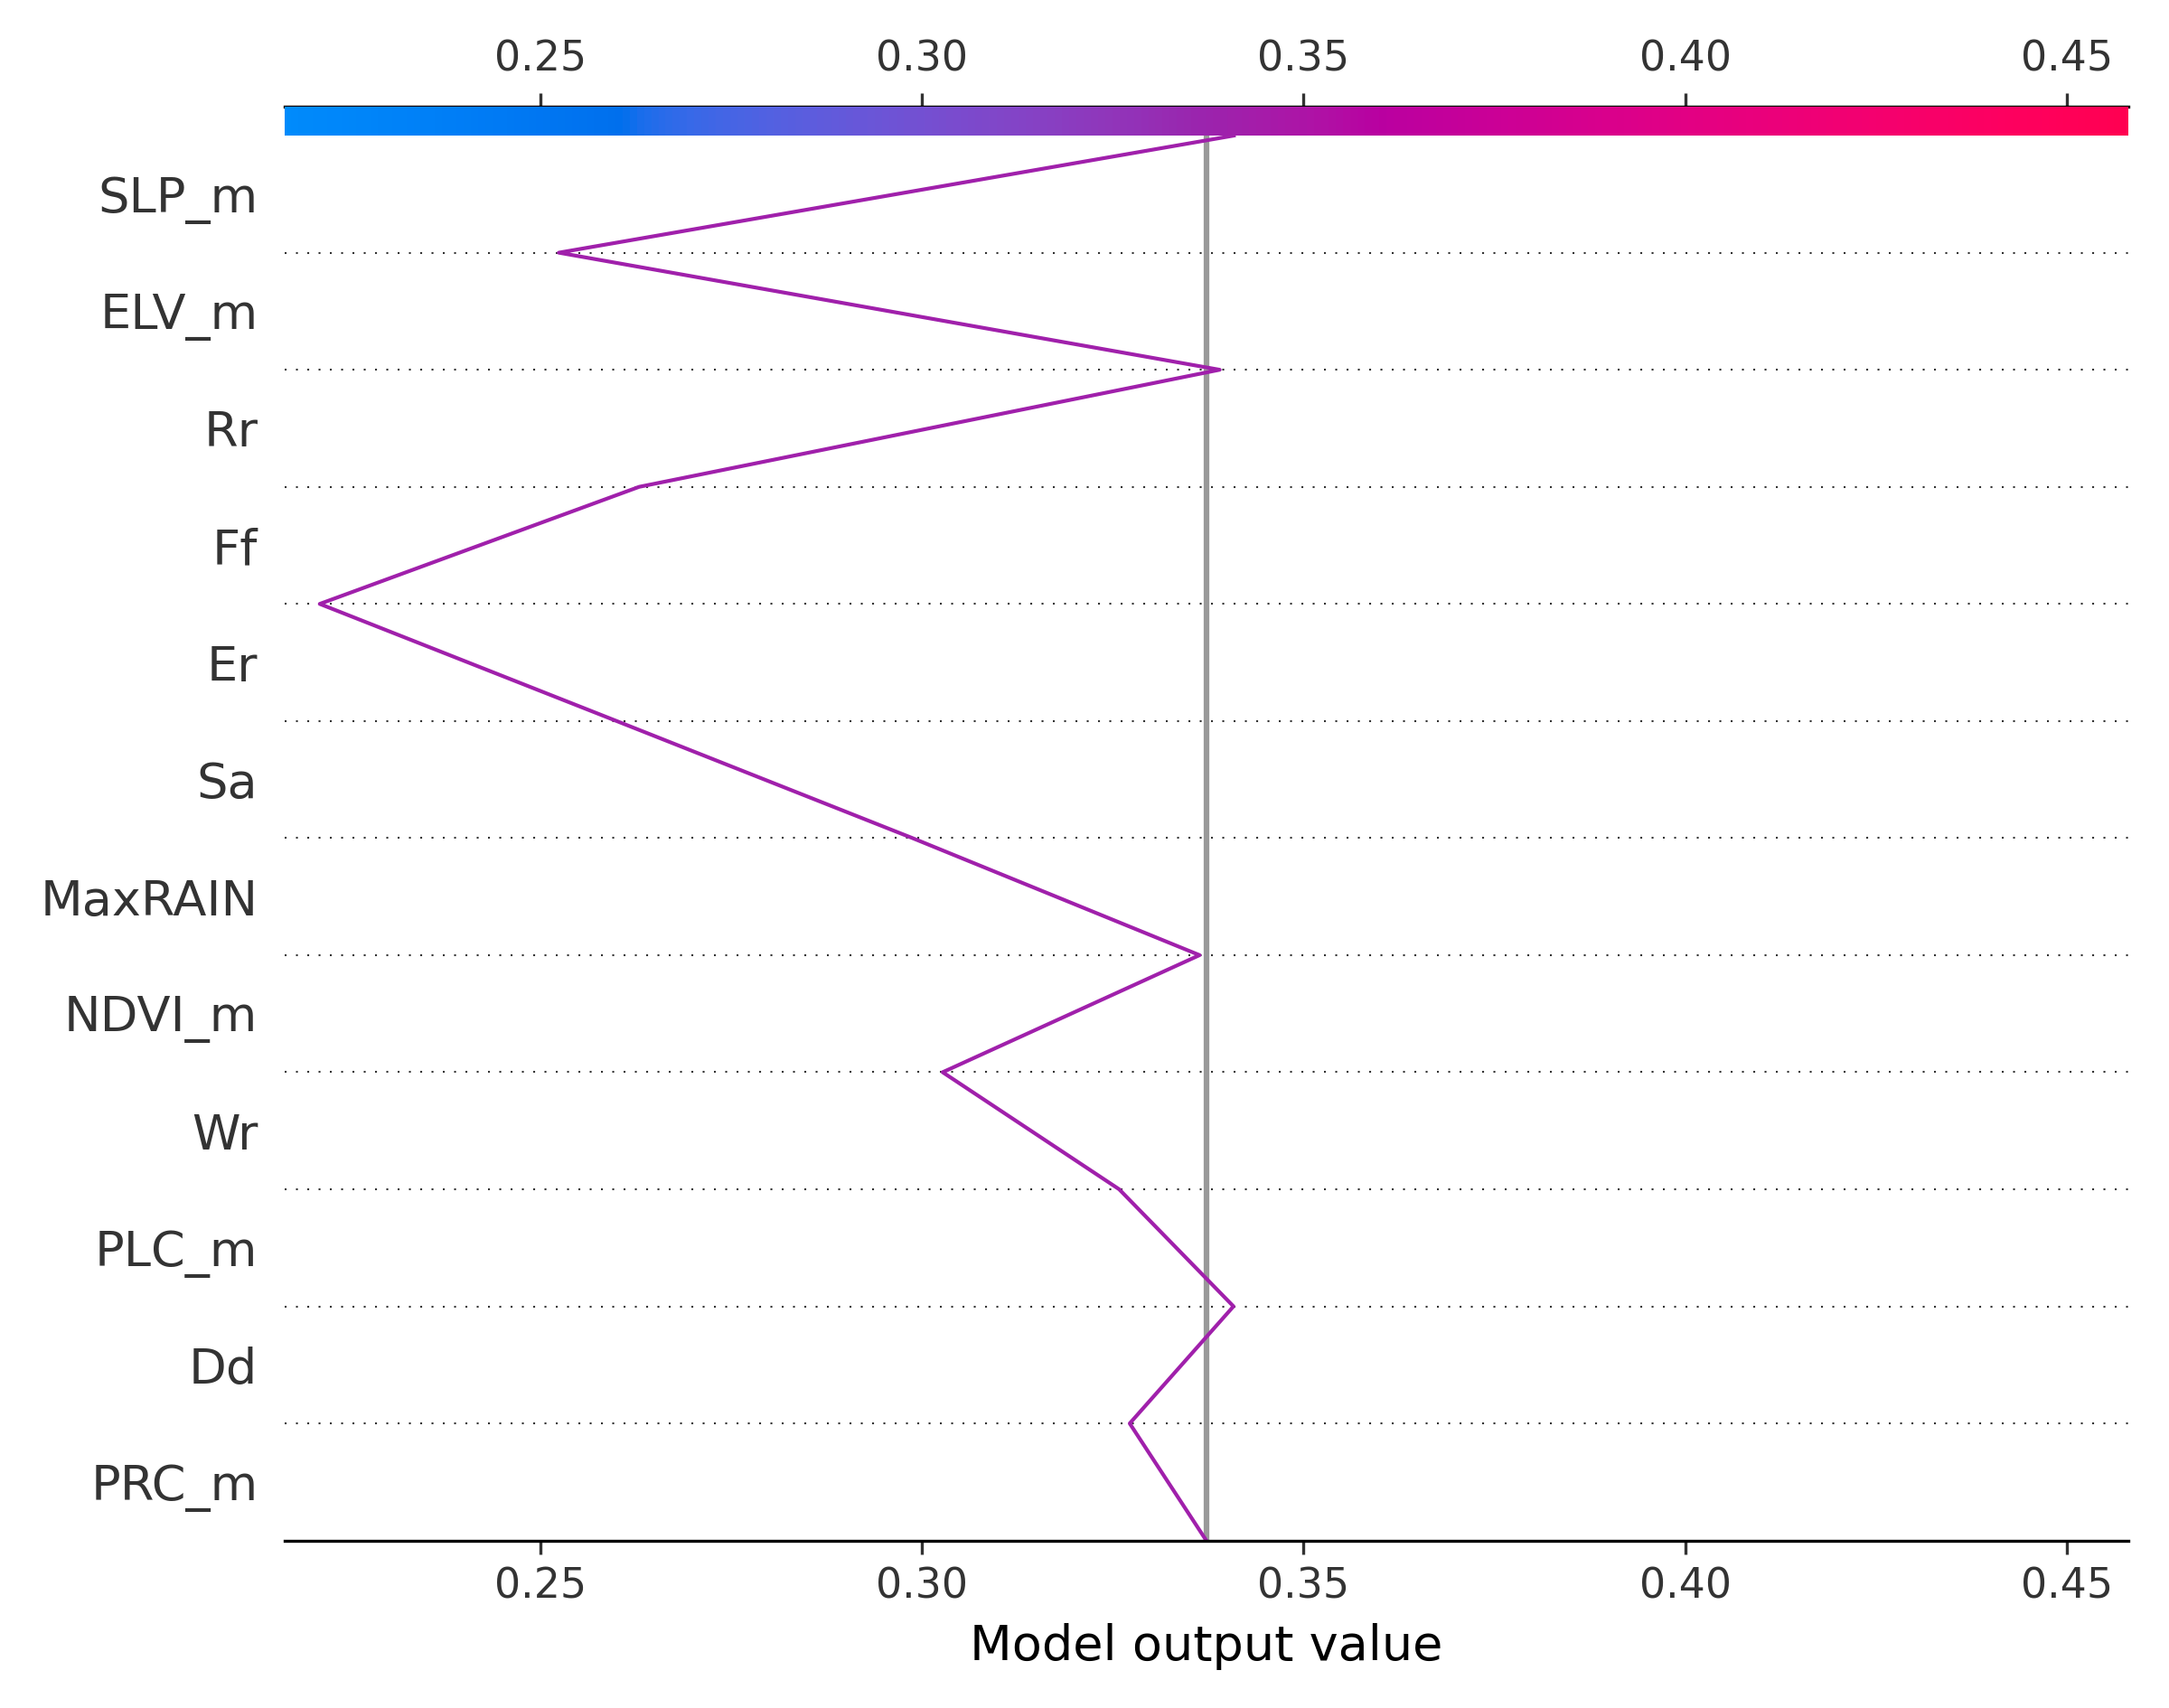 0.25 0.30 0.35 0.40 0.45
SLP_m
ELV_m
Rr
Ff
Er
Sa
MaxRAIN
NDVI_m
Wr
PLC_m
Dd
PRC_m
0.25 0.30 0.35 0.40 0.45
Model output value